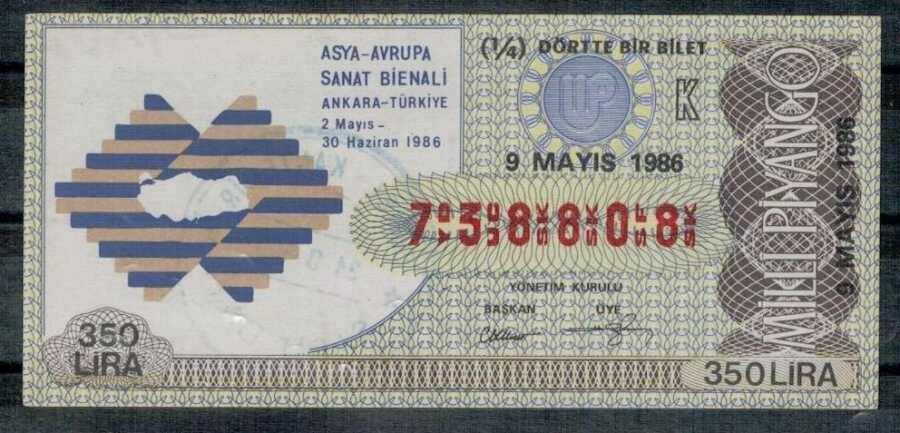 ASYA-AVRUPA
SANAT BİENALİ
ANKARA-TÜRKİYE
2 Mayıs -
30 Haziran 1986
(1/4) DÖRTTE BİR BİLET
MP
K
9 MAYIS 1986
7 3 8 8 0 8
YÖNETİM KURULU
BAŞKAN ÜYE
MİLLİ PİYANGO
9 MAYIS 1986
350
LİRA
350 LİRA